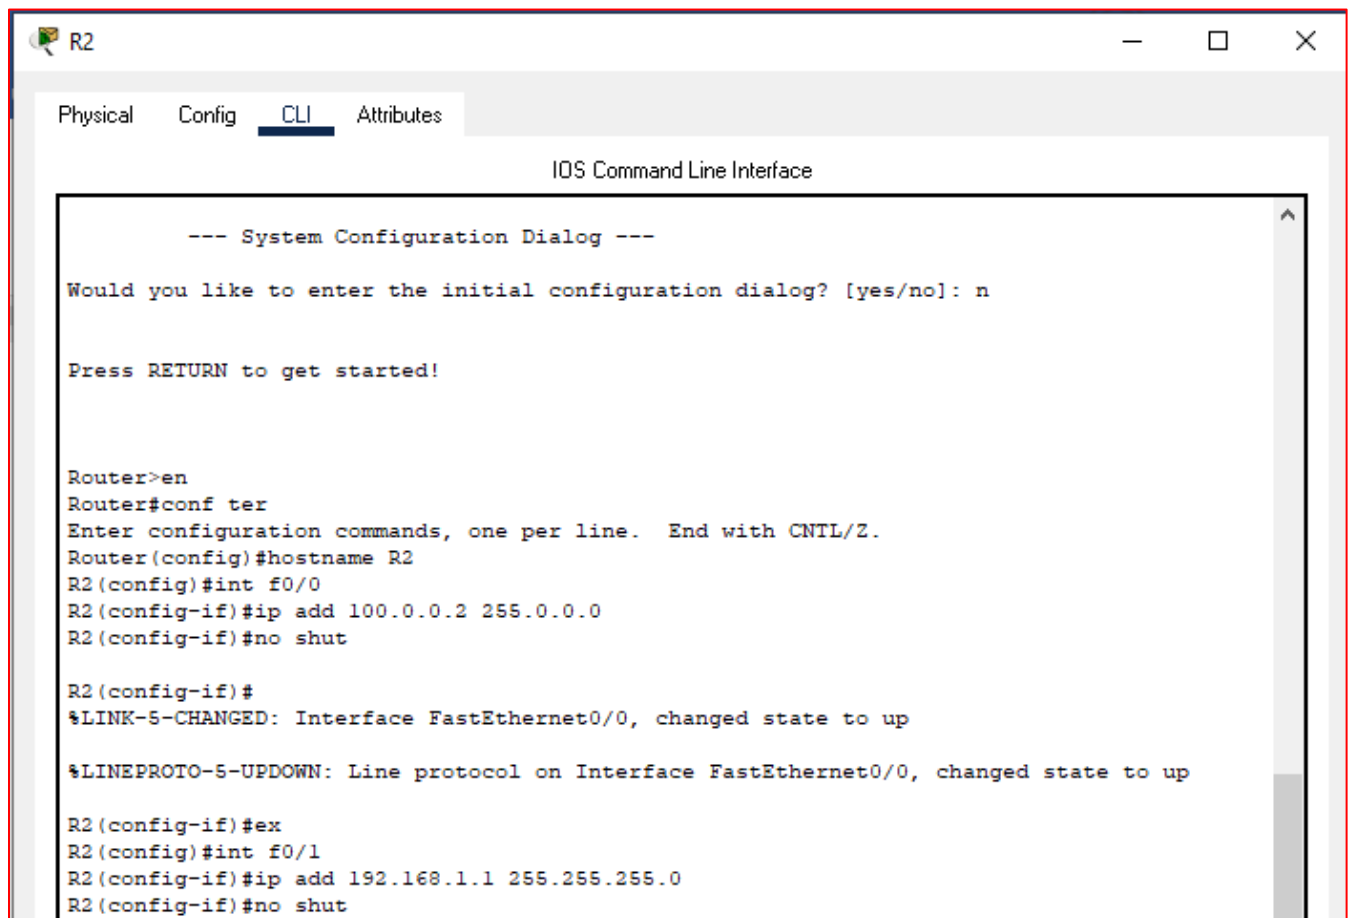 R2
Physical Config CLI Attributes
IOS Command Line Interface
--- System Configuration Dialog ---
Would you like to enter the initial configuration dialog? [yes/no]: n
Press RETURN to get started!
Router>en
Router#conf ter
Enter configuration commands, one per line.  End with CNTL/Z.
Router(config)#hostname R2
R2(config)#int f0/0
R2(config-if)#ip add 100.0.0.2 255.0.0.0
R2(config-if)#no shut
R2(config-if)#
%LINK-5-CHANGED: Interface FastEthernet0/0, changed state to up
%LINEPROTO-5-UPDOWN: Line protocol on Interface FastEthernet0/0, changed state to up
R2(config-if)#ex
R2(config)#int f0/1
R2(config-if)#ip add 192.168.1.1 255.255.255.0
R2(config-if)#no shut